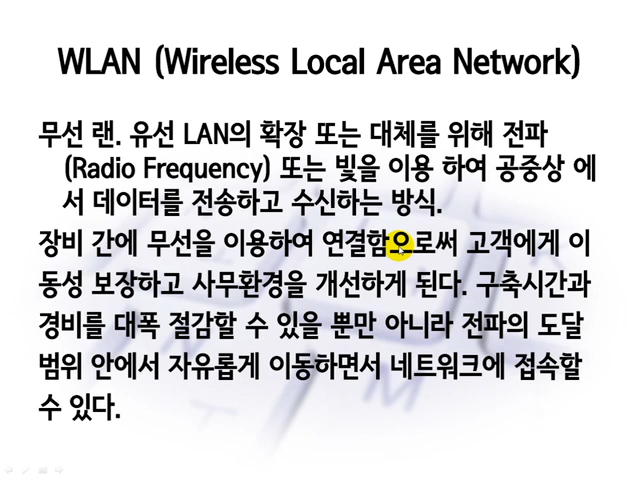 WLAN (Wireless Local Area Network)
무선 랜. 유선 LAN의 확장 또는 대체를 위해 전파
(Radio Frequency) 또는 빛을 이용 하여 공중상 에
서 데이터를 전송하고 수신하는 방식.
장비 간에 무선을 이용하여 연결함으로써 고객에게 이
동성 보장하고 사무환경을 개선하게 된다. 구축시간과
경비를 대폭 절감할 수 있을 뿐만 아니라 전파의 도달
범위 안에서 자유롭게 이동하면서 네트워크에 접속할
수 있다.